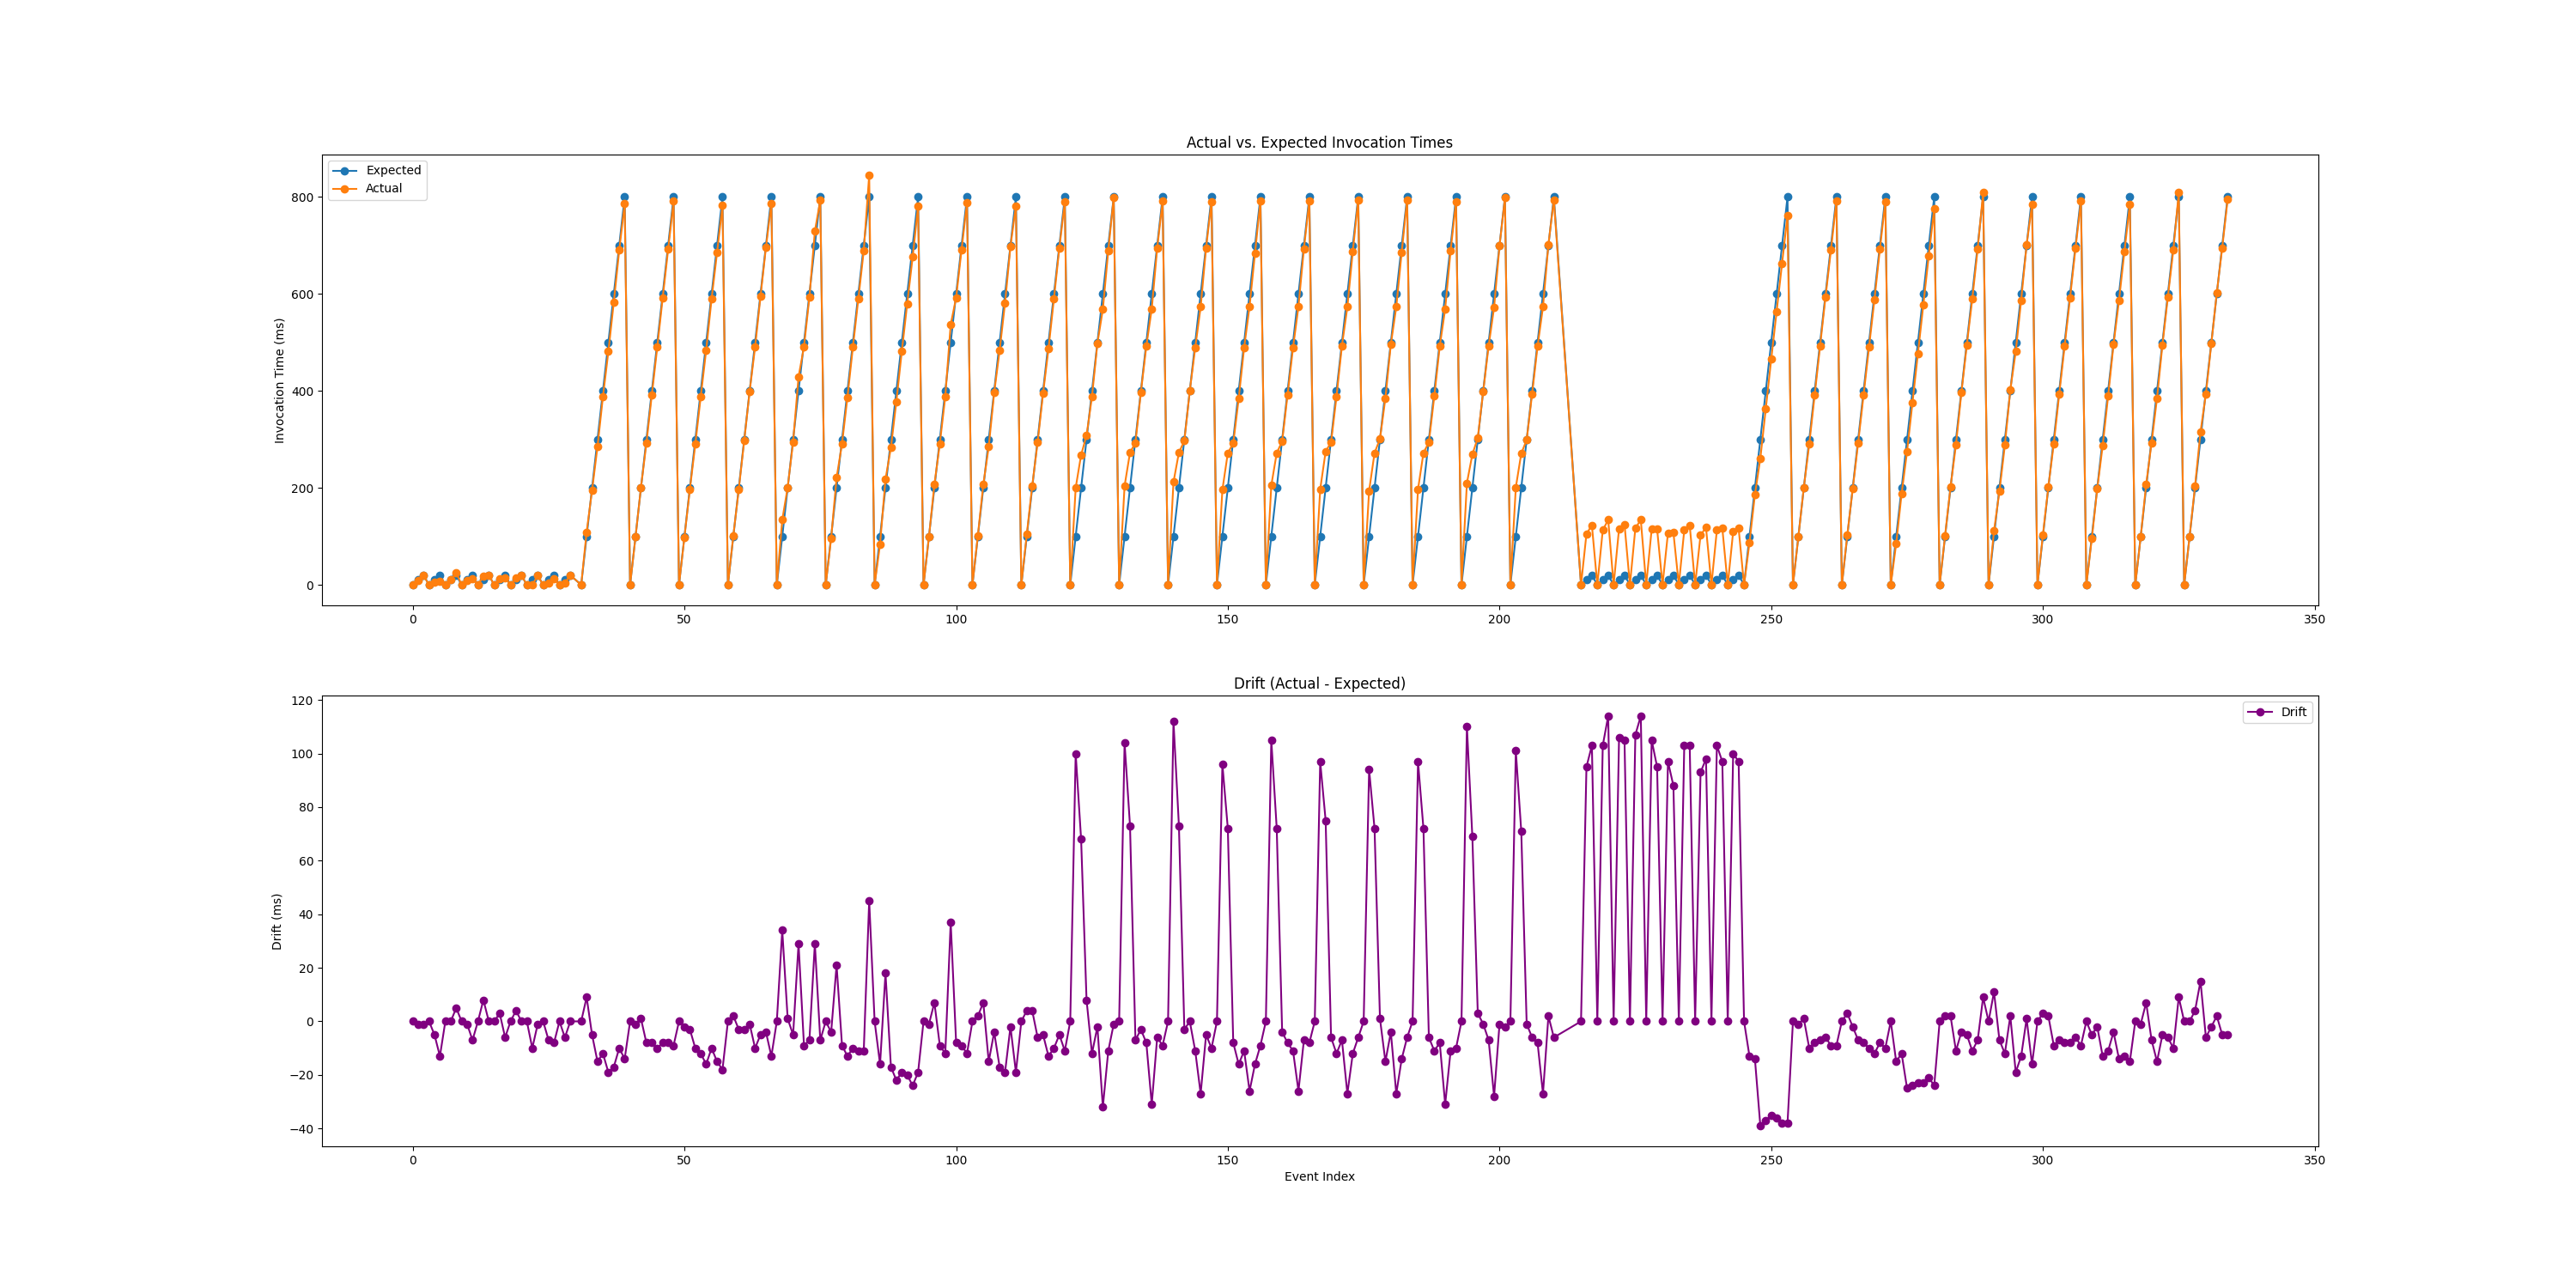 Actual vs. Expected Invocation Times
Expected
Actual
Invocation Time (ms)
800
600
400
200
0
0 50 100 150 200 250 300 350
Drift (Actual - Expected)
Drift
Drift (ms)
120
100
80
60
40
20
0
−20
−40
0 50 100 150 200 250 300 350
Event Index